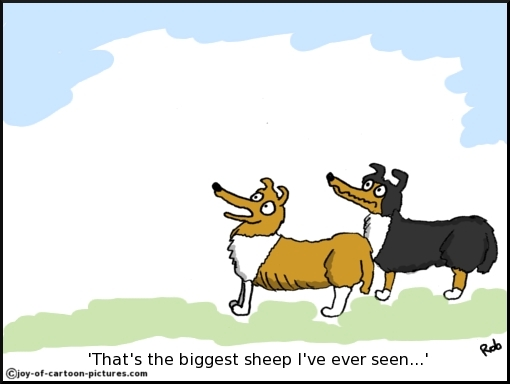 Rob
'That's the biggest sheep I've ever seen...'
©joy-of-cartoon-pictures.com